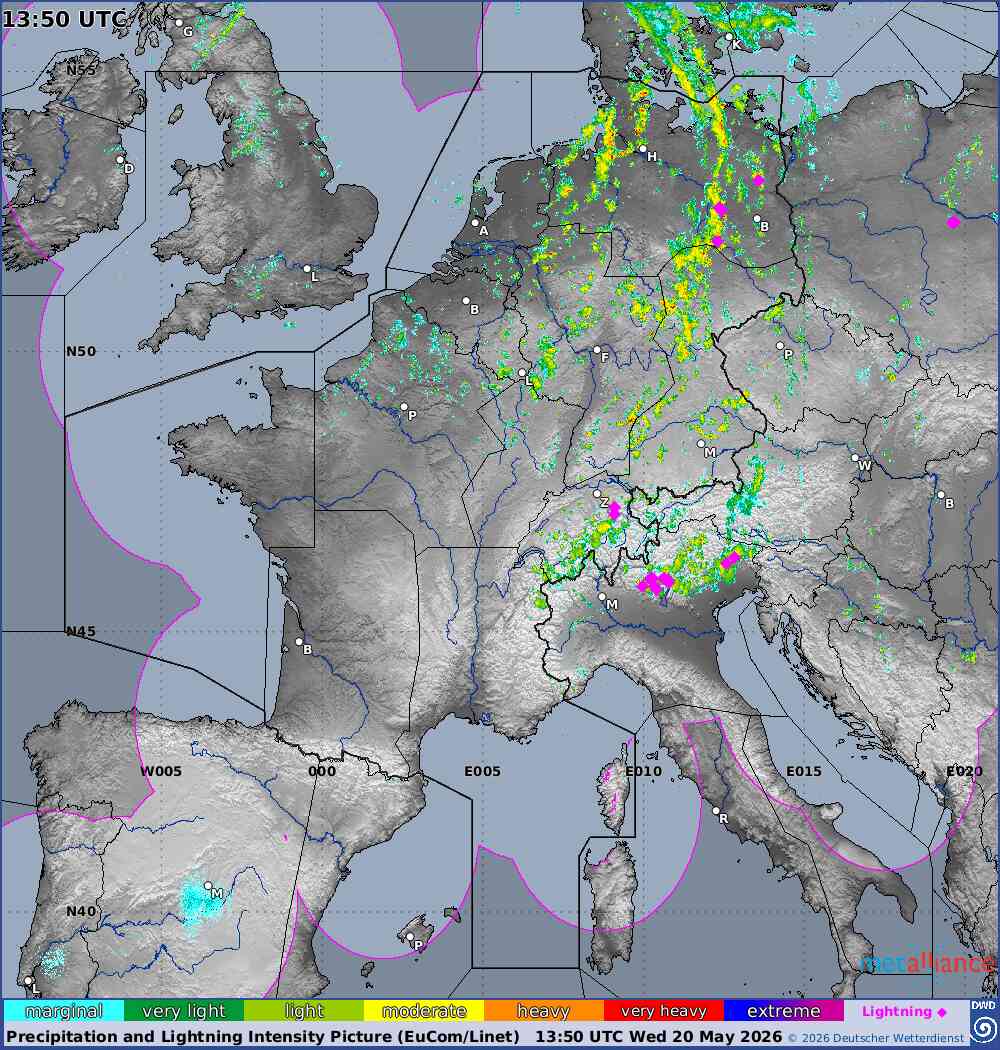 13:50 UTC
G
K
N55
H
D
A
B
L
B
N50
P
F
L
P
M
W
B
Z
M
N45
B
W005
000
E005
E010
E015
E020
R
M
N40
P
L
metalliance
marginal very light light moderate heavy very heavy extreme Lightning ◆ DWD
Precipitation and Lightning Intensity Picture (EuCom/Linet) 13:50 UTC Wed 20 May 2026 © 2026 Deutscher Wetterdienst